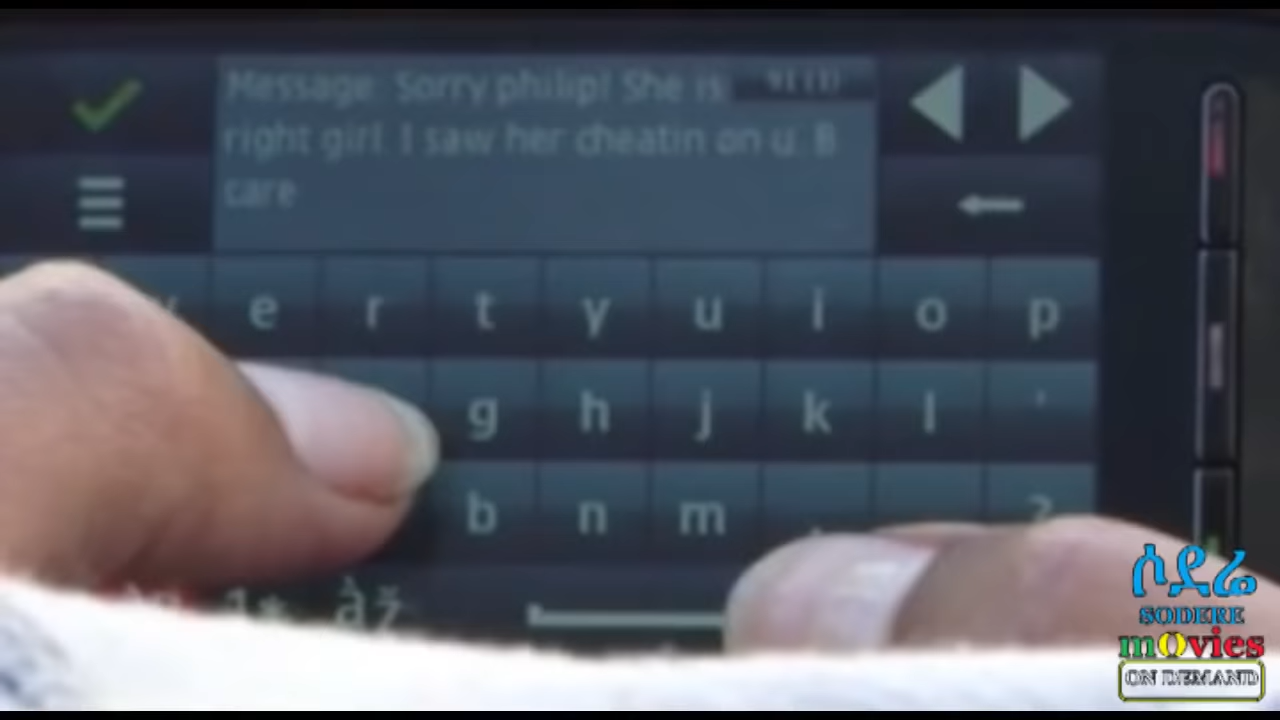 Message: Sorry philip! She is
right girl. I saw her cheatin on u. B
care
e r t y u i o p
g h j k l '
b n m , ?
ሶደሬ
SODERE
mOvies
ON DEMAND